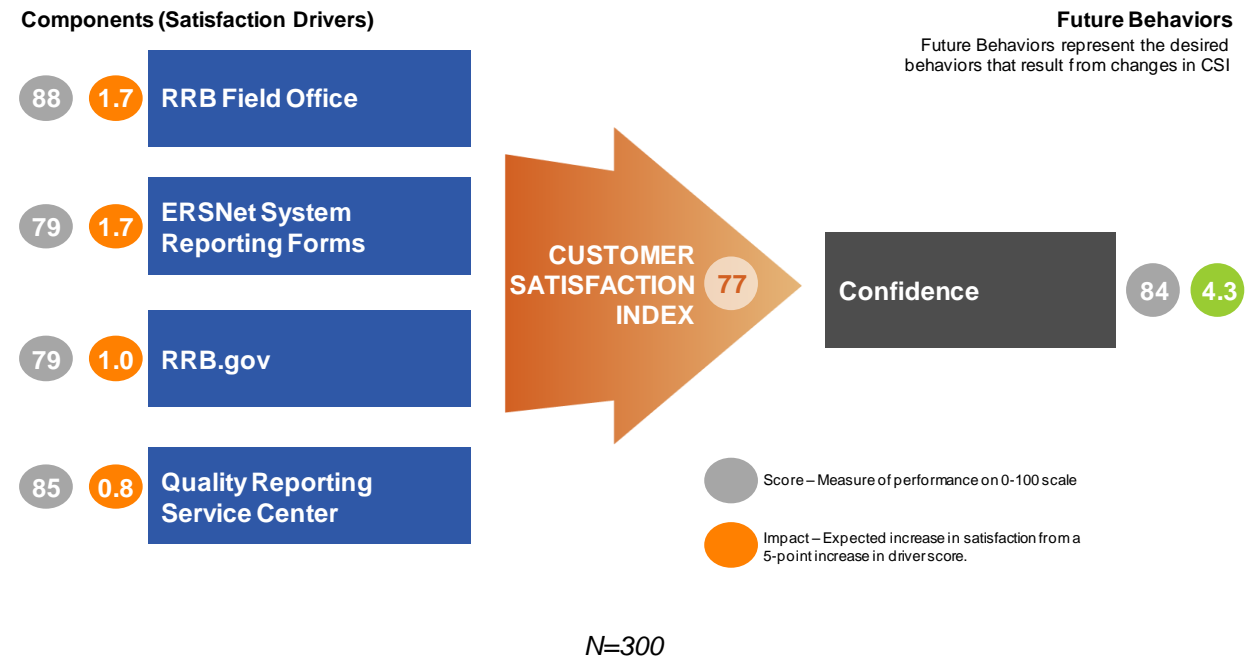 Components (Satisfaction Drivers)
Future Behaviors
Future Behaviors represent the desired
behaviors that result from changes in CSI
88 1.7 RRB Field Office
79 1.7 ERSNet System
Reporting Forms
79 1.0 RRB.gov
85 0.8 Quality Reporting
Service Center
CUSTOMER
SATISFACTION 77
INDEX
Confidence 84 4.3
Score – Measure of performance on 0-100 scale
Impact – Expected increase in satisfaction from a
5-point increase in driver score.
N=300